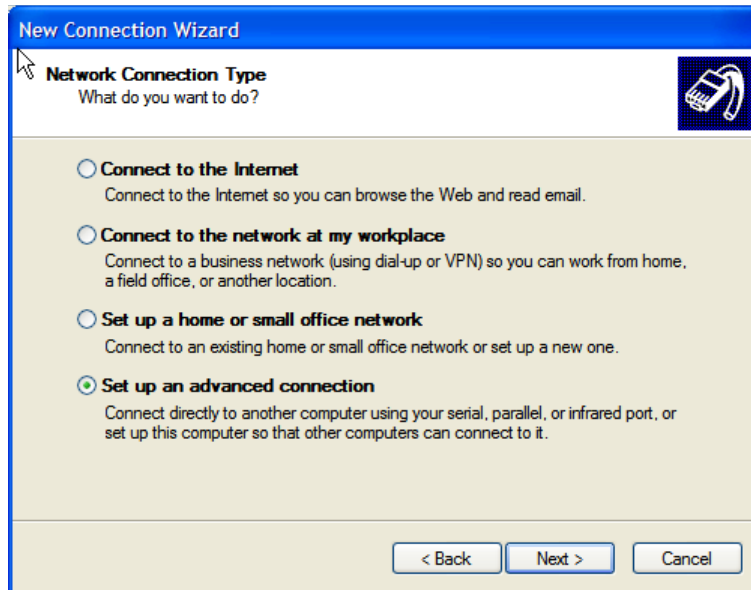 New Connection Wizard
Network Connection Type
What do you want to do?
Connect to the Internet
Connect to the Internet so you can browse the Web and read email.
Connect to the network at my workplace
Connect to a business network (using dial-up or VPN) so you can work from home,
a field office, or another location.
Set up a home or small office network
Connect to an existing home or small office network or set up a new one.
Set up an advanced connection
Connect directly to another computer using your serial, parallel, or infrared port, or
set up this computer so that other computers can connect to it.
< Back Next > Cancel